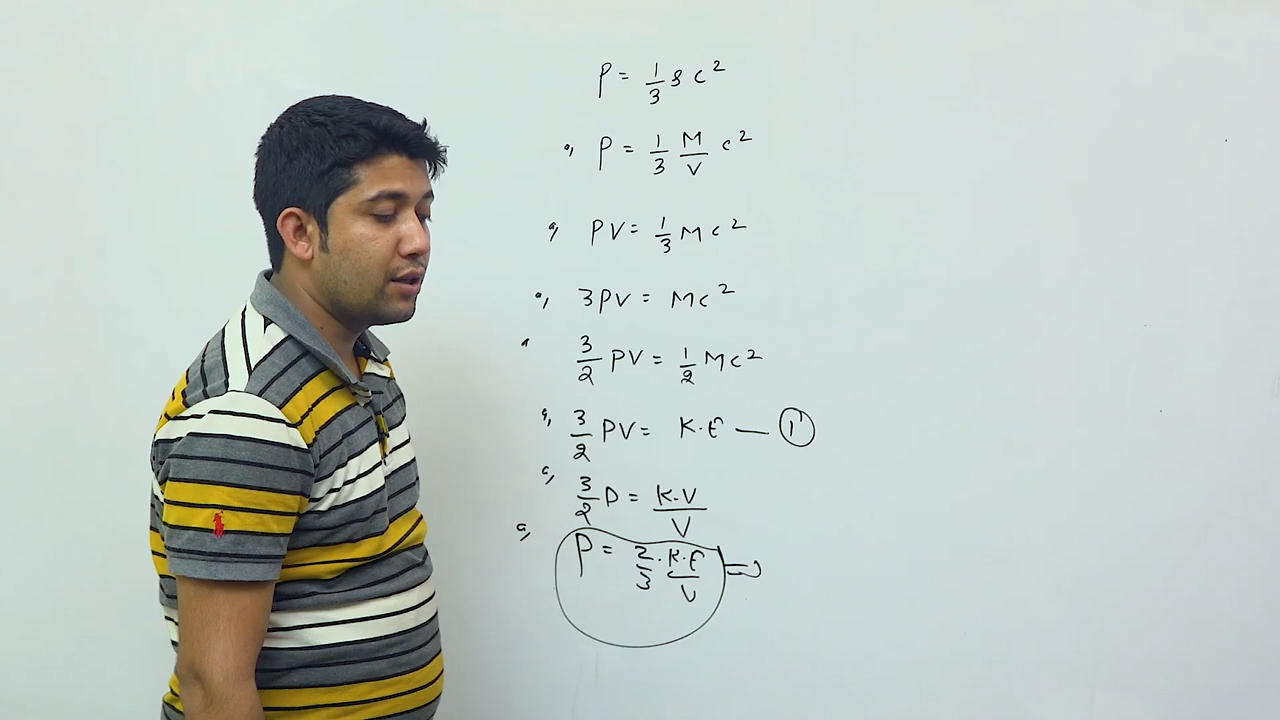 P = 1/3 ρ c²
o, P = 1/3 M/V c²
o, PV = 1/3 Mc²
o, 3PV = Mc²
3/2 PV = 1/2 Mc²
o, 3/2 PV = K.E — (i)
o, 3/2 P = K.V/V
o, P = 2/3 . K.E/V